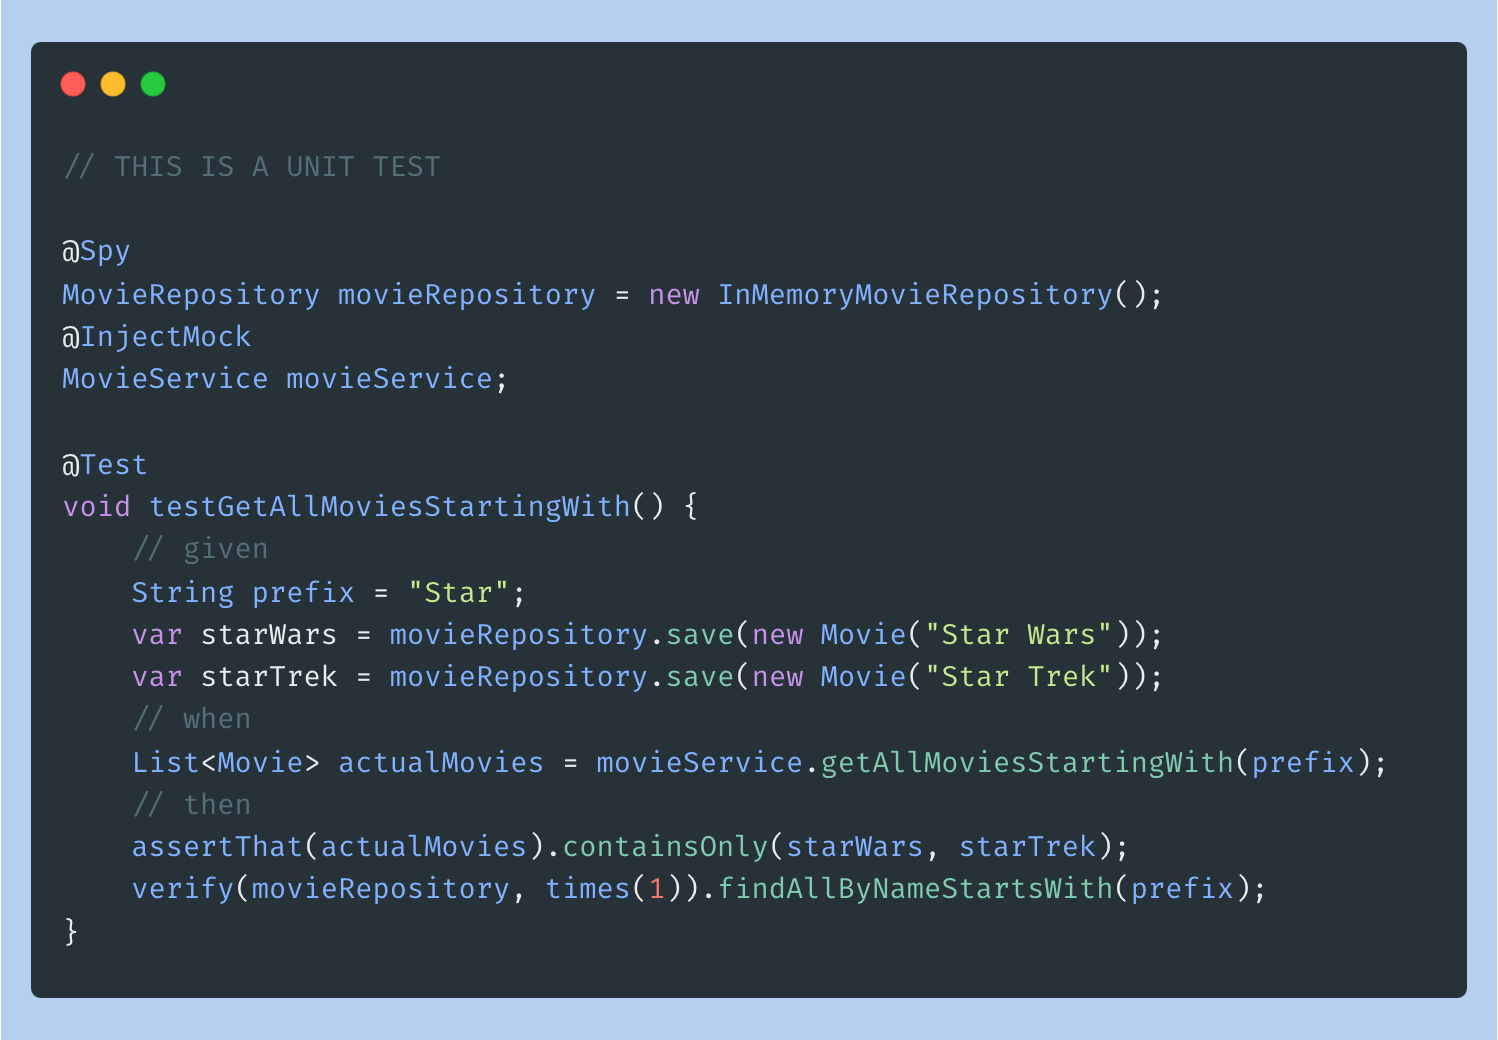 // THIS IS A UNIT TEST
@Spy
MovieRepository movieRepository = new InMemoryMovieRepository();
@InjectMock
MovieService movieService;
@Test
void testGetAllMoviesStartingWith() {
// given
String prefix = "Star";
var starWars = movieRepository.save(new Movie("Star Wars"));
var starTrek = movieRepository.save(new Movie("Star Trek"));
// when
List<Movie> actualMovies = movieService.getAllMoviesStartingWith(prefix);
// then
assertThat(actualMovies).containsOnly(starWars, starTrek);
verify(movieRepository, times(1)).findAllByNameStartsWith(prefix);
}